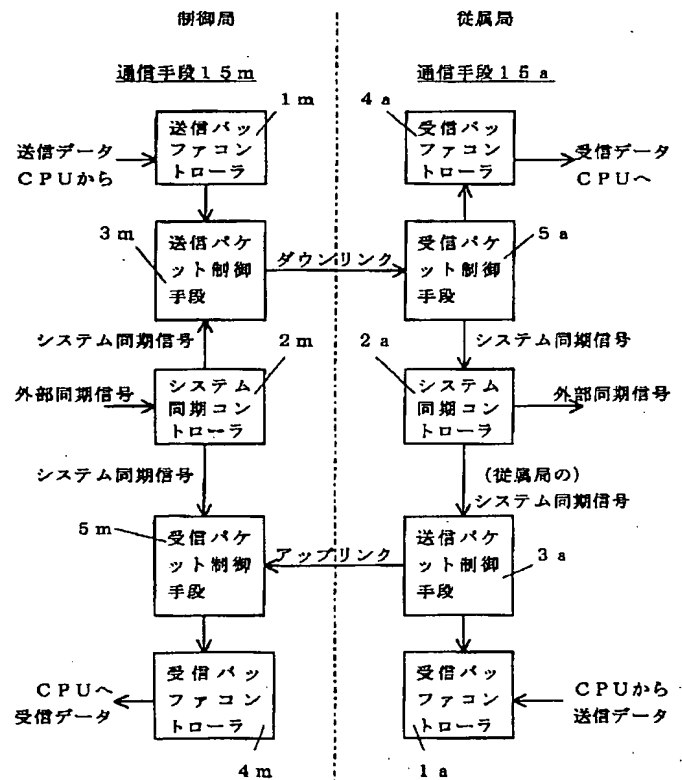 制御局
従属局
通信手段15m
通信手段15a
1m
4a
送信バッ
ファコン
トローラ
受信バッ
ファコン
トローラ
送信データ
CPUから
受信データ
CPUへ
3m
送信パケ
ット制御
手段
ダウンリンク
受信パケ
ット制御
手段
5a
システム同期信号
システム同期信号
2m
2a
外部同期信号
システム
同期コン
トローラ
システム
同期コン
トローラ
外部同期信号
システム同期信号
(従属局の)
システム同期信号
5m
受信パケ
ット制御
手段
アップリンク
送信パケ
ット制御
手段
3a
CPUへ
受信データ
受信バッ
ファコン
トローラ
受信バッ
ファコン
トローラ
CPUから
送信データ
4m
1a